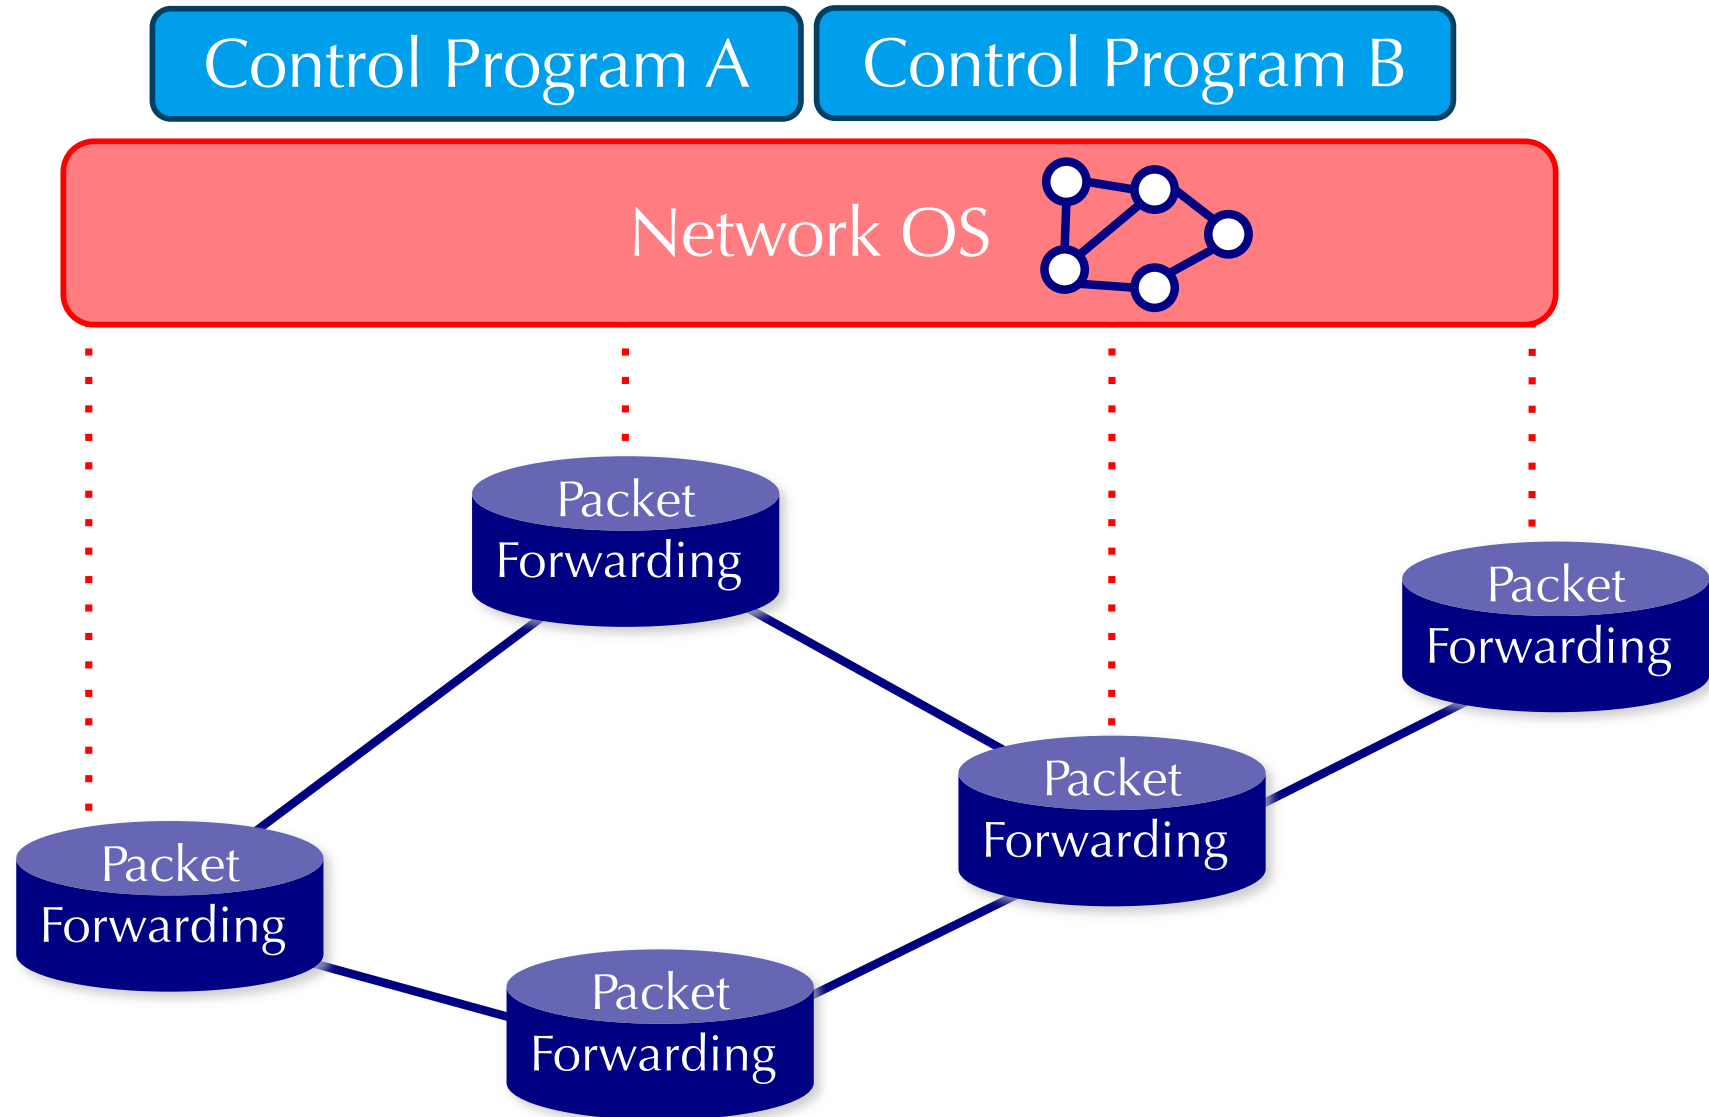 Control Program A
Control Program B
Network OS
Packet
Forwarding
Packet
Forwarding
Packet
Forwarding
Packet
Forwarding
Packet
Forwarding